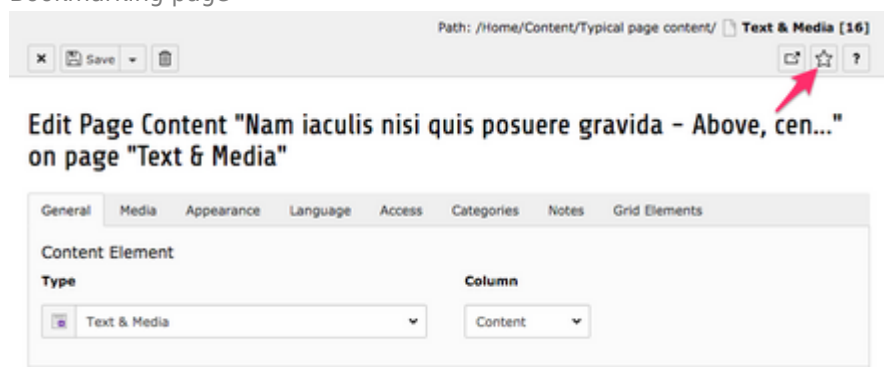 Bookmarking page
Path: /Home/Content/Typical page content/ Text & Media [16]
Save
?
Edit Page Content "Nam iaculis nisi quis posuere gravida – Above, cen..."
on page "Text & Media"
General Media Appearance Language Access Categories Notes Grid Elements
Content Element
Type Column
Text & Media Content